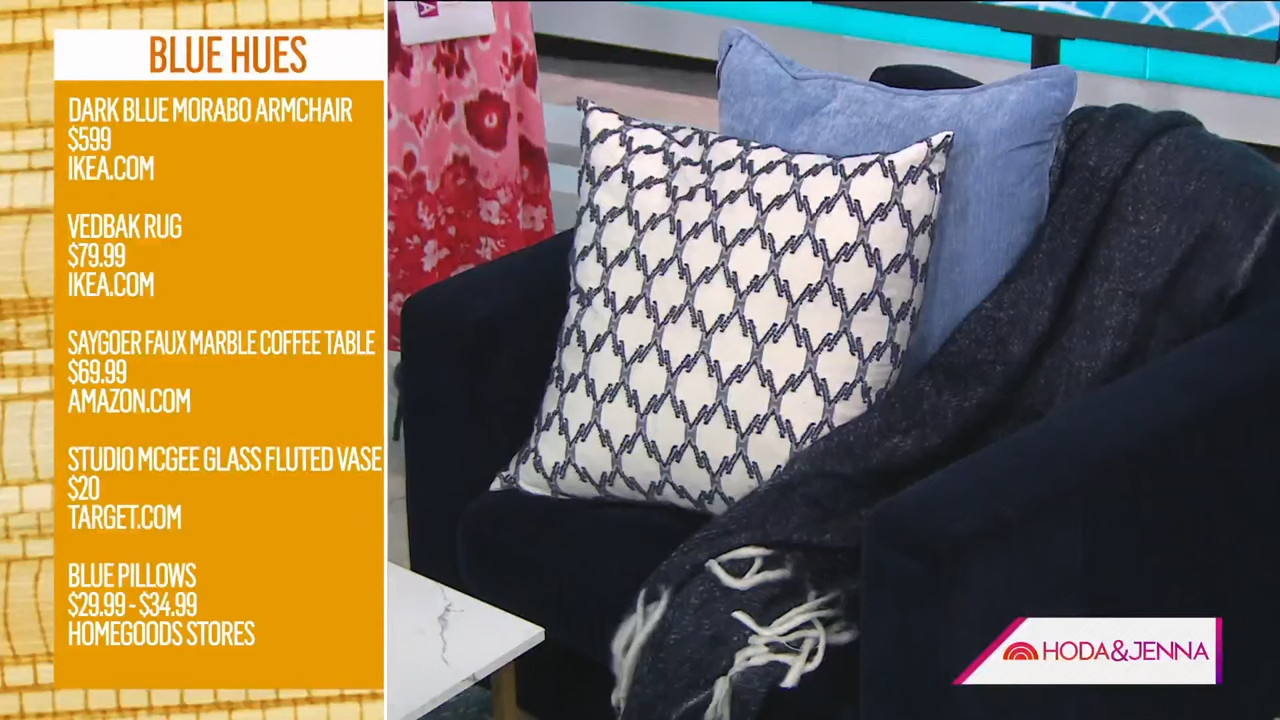 BLUE HUES
DARK BLUE MORABO ARMCHAIR
$599
IKEA.COM
VEDBAK RUG
$79.99
IKEA.COM
SAYGOER FAUX MARBLE COFFEE TABLE
$69.99
AMAZON.COM
STUDIO MCGEE GLASS FLUTED VASE
$20
TARGET.COM
BLUE PILLOWS
$29.99 - $34.99
HOMEGOODS STORES
HODA&JENNA